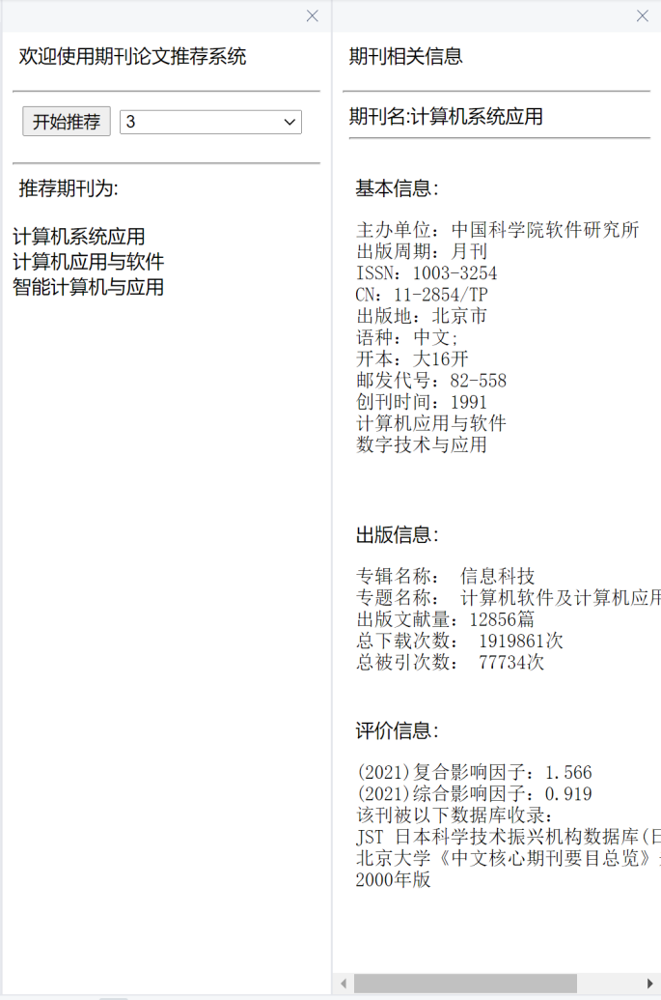 欢迎使用期刊论文推荐系统
开始推荐 3
推荐期刊为:
计算机系统应用
计算机应用与软件
智能计算机与应用
期刊相关信息
期刊名:计算机系统应用
基本信息:
主办单位：中国科学院软件研究所
出版周期：月刊
ISSN：1003-3254
CN：11-2854/TP
出版地：北京市
语种：中文;
开本：大16开
邮发代号：82-558
创刊时间：1991
计算机应用与软件
数字技术与应用
出版信息:
专辑名称： 信息科技
专题名称： 计算机软件及计算机应用
出版文献量：12856篇
总下载次数： 1919861次
总被引次数： 77734次
评价信息:
(2021)复合影响因子：1.566
(2021)综合影响因子：0.919
该刊被以下数据库收录：
JST 日本科学技术振兴机构数据库(日
北京大学《中文核心期刊要目总览》
2000年版